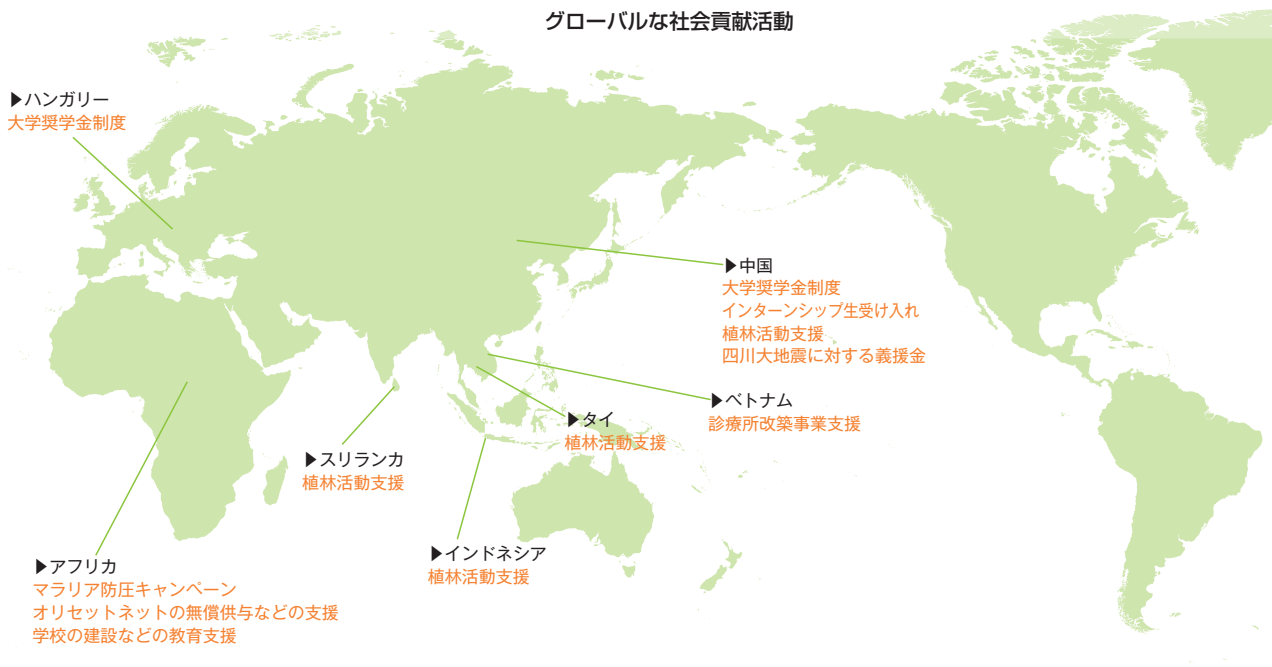 グローバルな社会貢献活動
▶ハンガリー
大学奨学金制度
▶中国
大学奨学金制度
インターンシップ生受け入れ
植林活動支援
四川大地震に対する義援金
▶ベトナム
診療所改築事業支援
▶タイ
植林活動支援
▶スリランカ
植林活動支援
▶インドネシア
植林活動支援
▶アフリカ
マラリア防圧キャンペーン
オリセットネットの無償供与などの支援
学校の建設などの教育支援